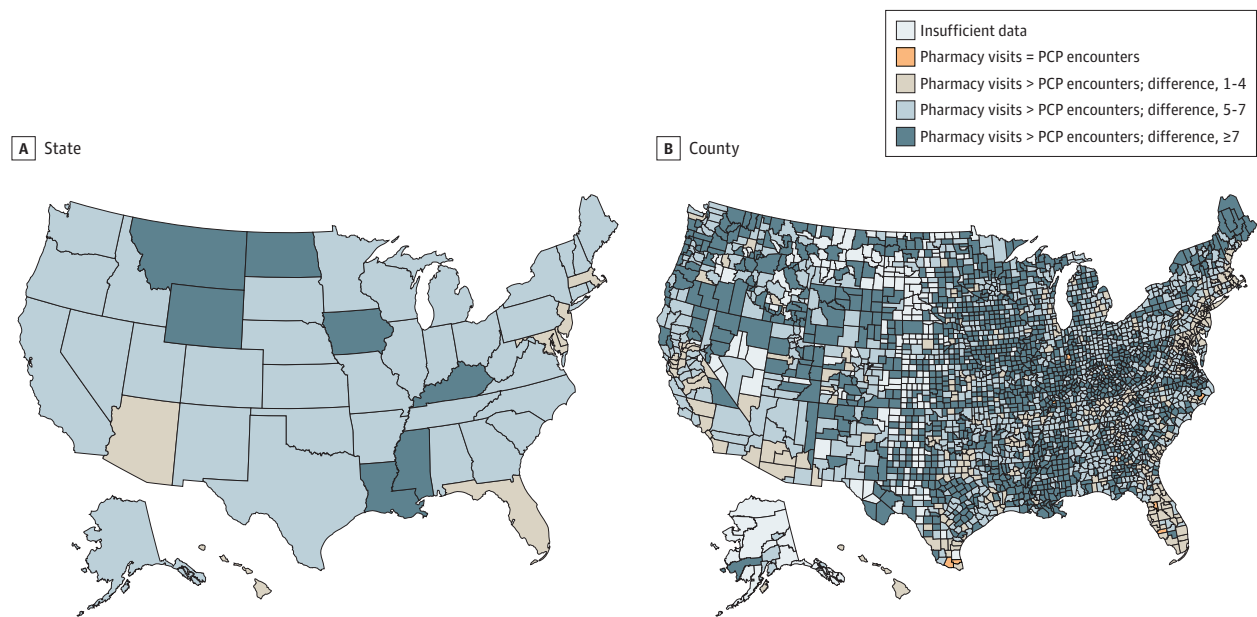 Insufficient data
Pharmacy visits = PCP encounters
Pharmacy visits > PCP encounters; difference, 1-4
Pharmacy visits > PCP encounters; difference, 5-7
Pharmacy visits > PCP encounters; difference, ≥7
A State
B County